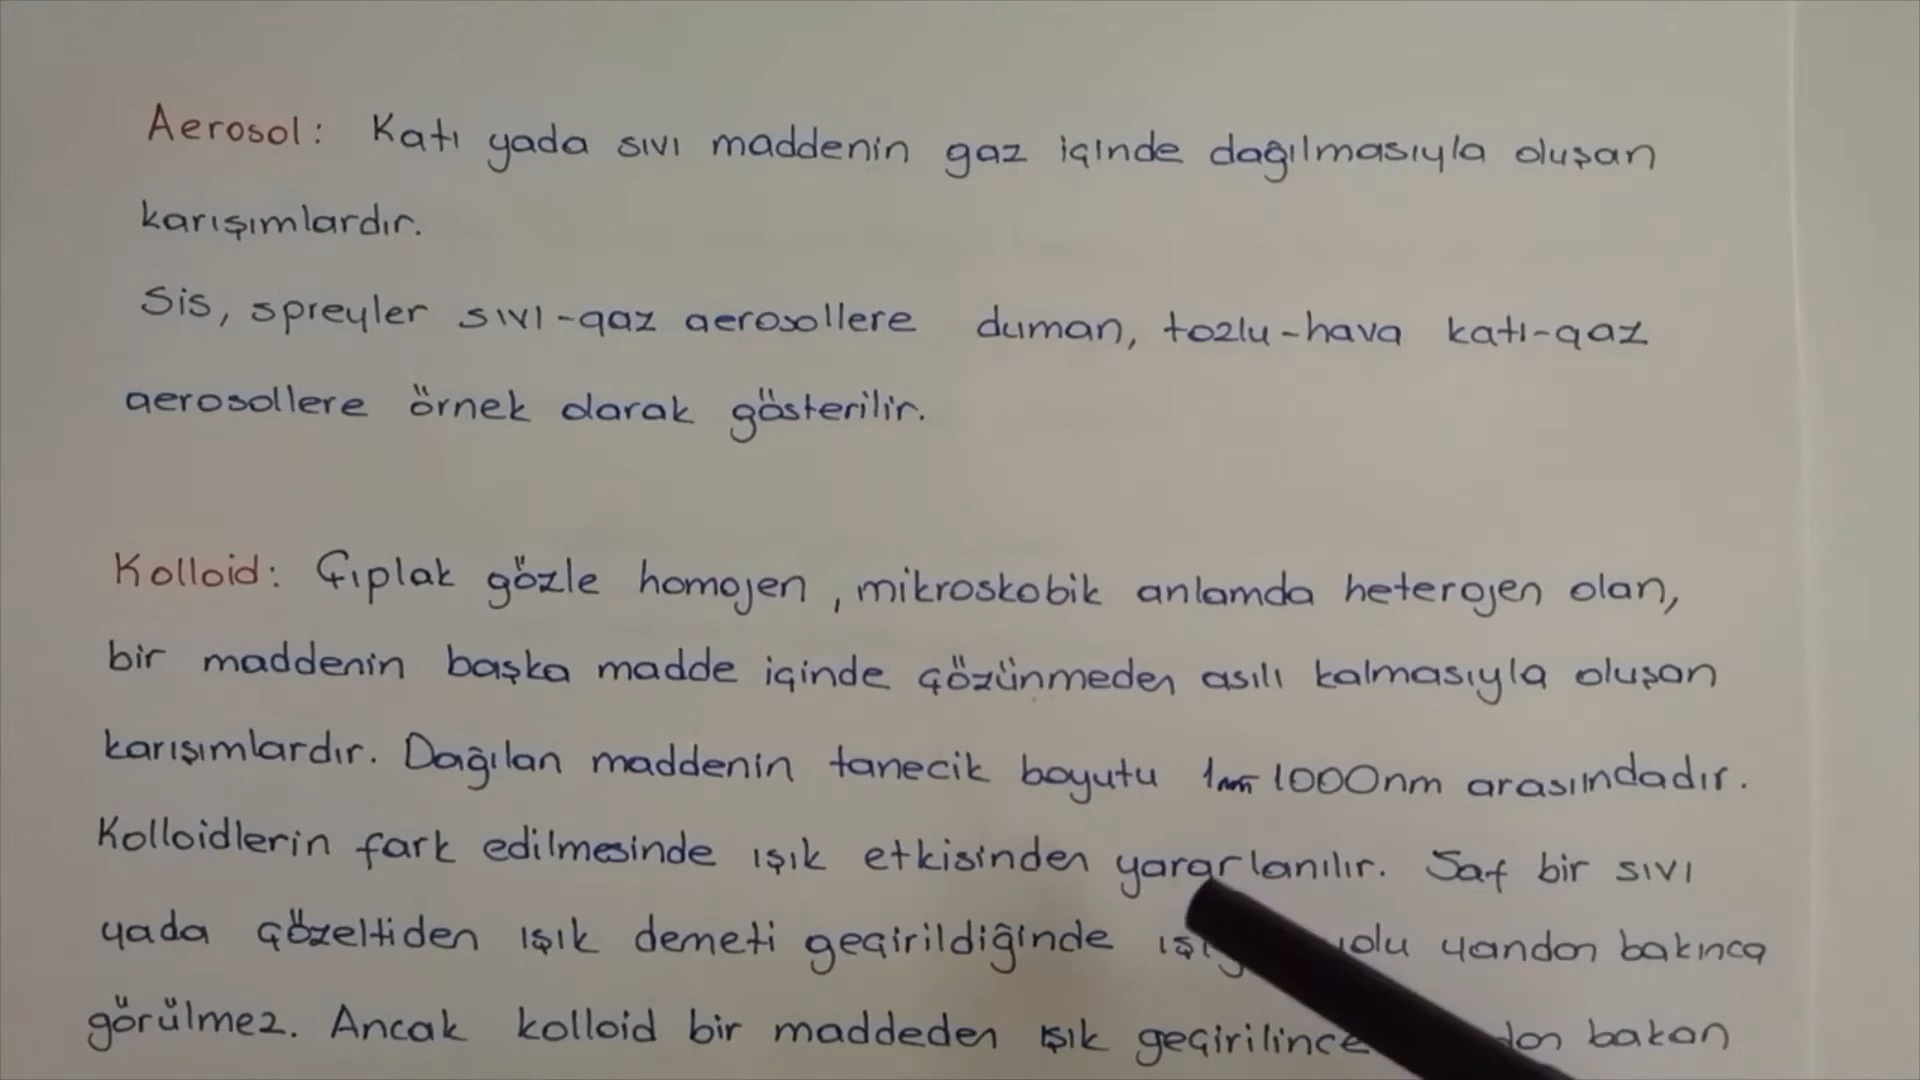 Aerosol: Katı yada sıvı maddenin gaz içinde dağılmasıyla oluşan
karışımlardır.
Sis, spreyler sıvı-gaz aerosollere duman, tozlu-hava katı-gaz
aerosollere örnek olarak gösterilir.
Kolloid: Çıplak gözle homojen, mikroskobik anlamda heterojen olan,
bir maddenin başka madde içinde çözünmeden asılı kalmasıyla oluşan
karışımlardır. Dağılan maddenin tanecik boyutu 1nm 1000nm arasındadır.
Kolloidlerin fark edilmesinde ışık etkisinden yararlanılır. Saf bir sıvı
yada çözeltiden ışık demeti geçirildiğinde yolu yandan bakınca
görülmez. Ancak kolloid bir maddeden ışık geçirilince bakan